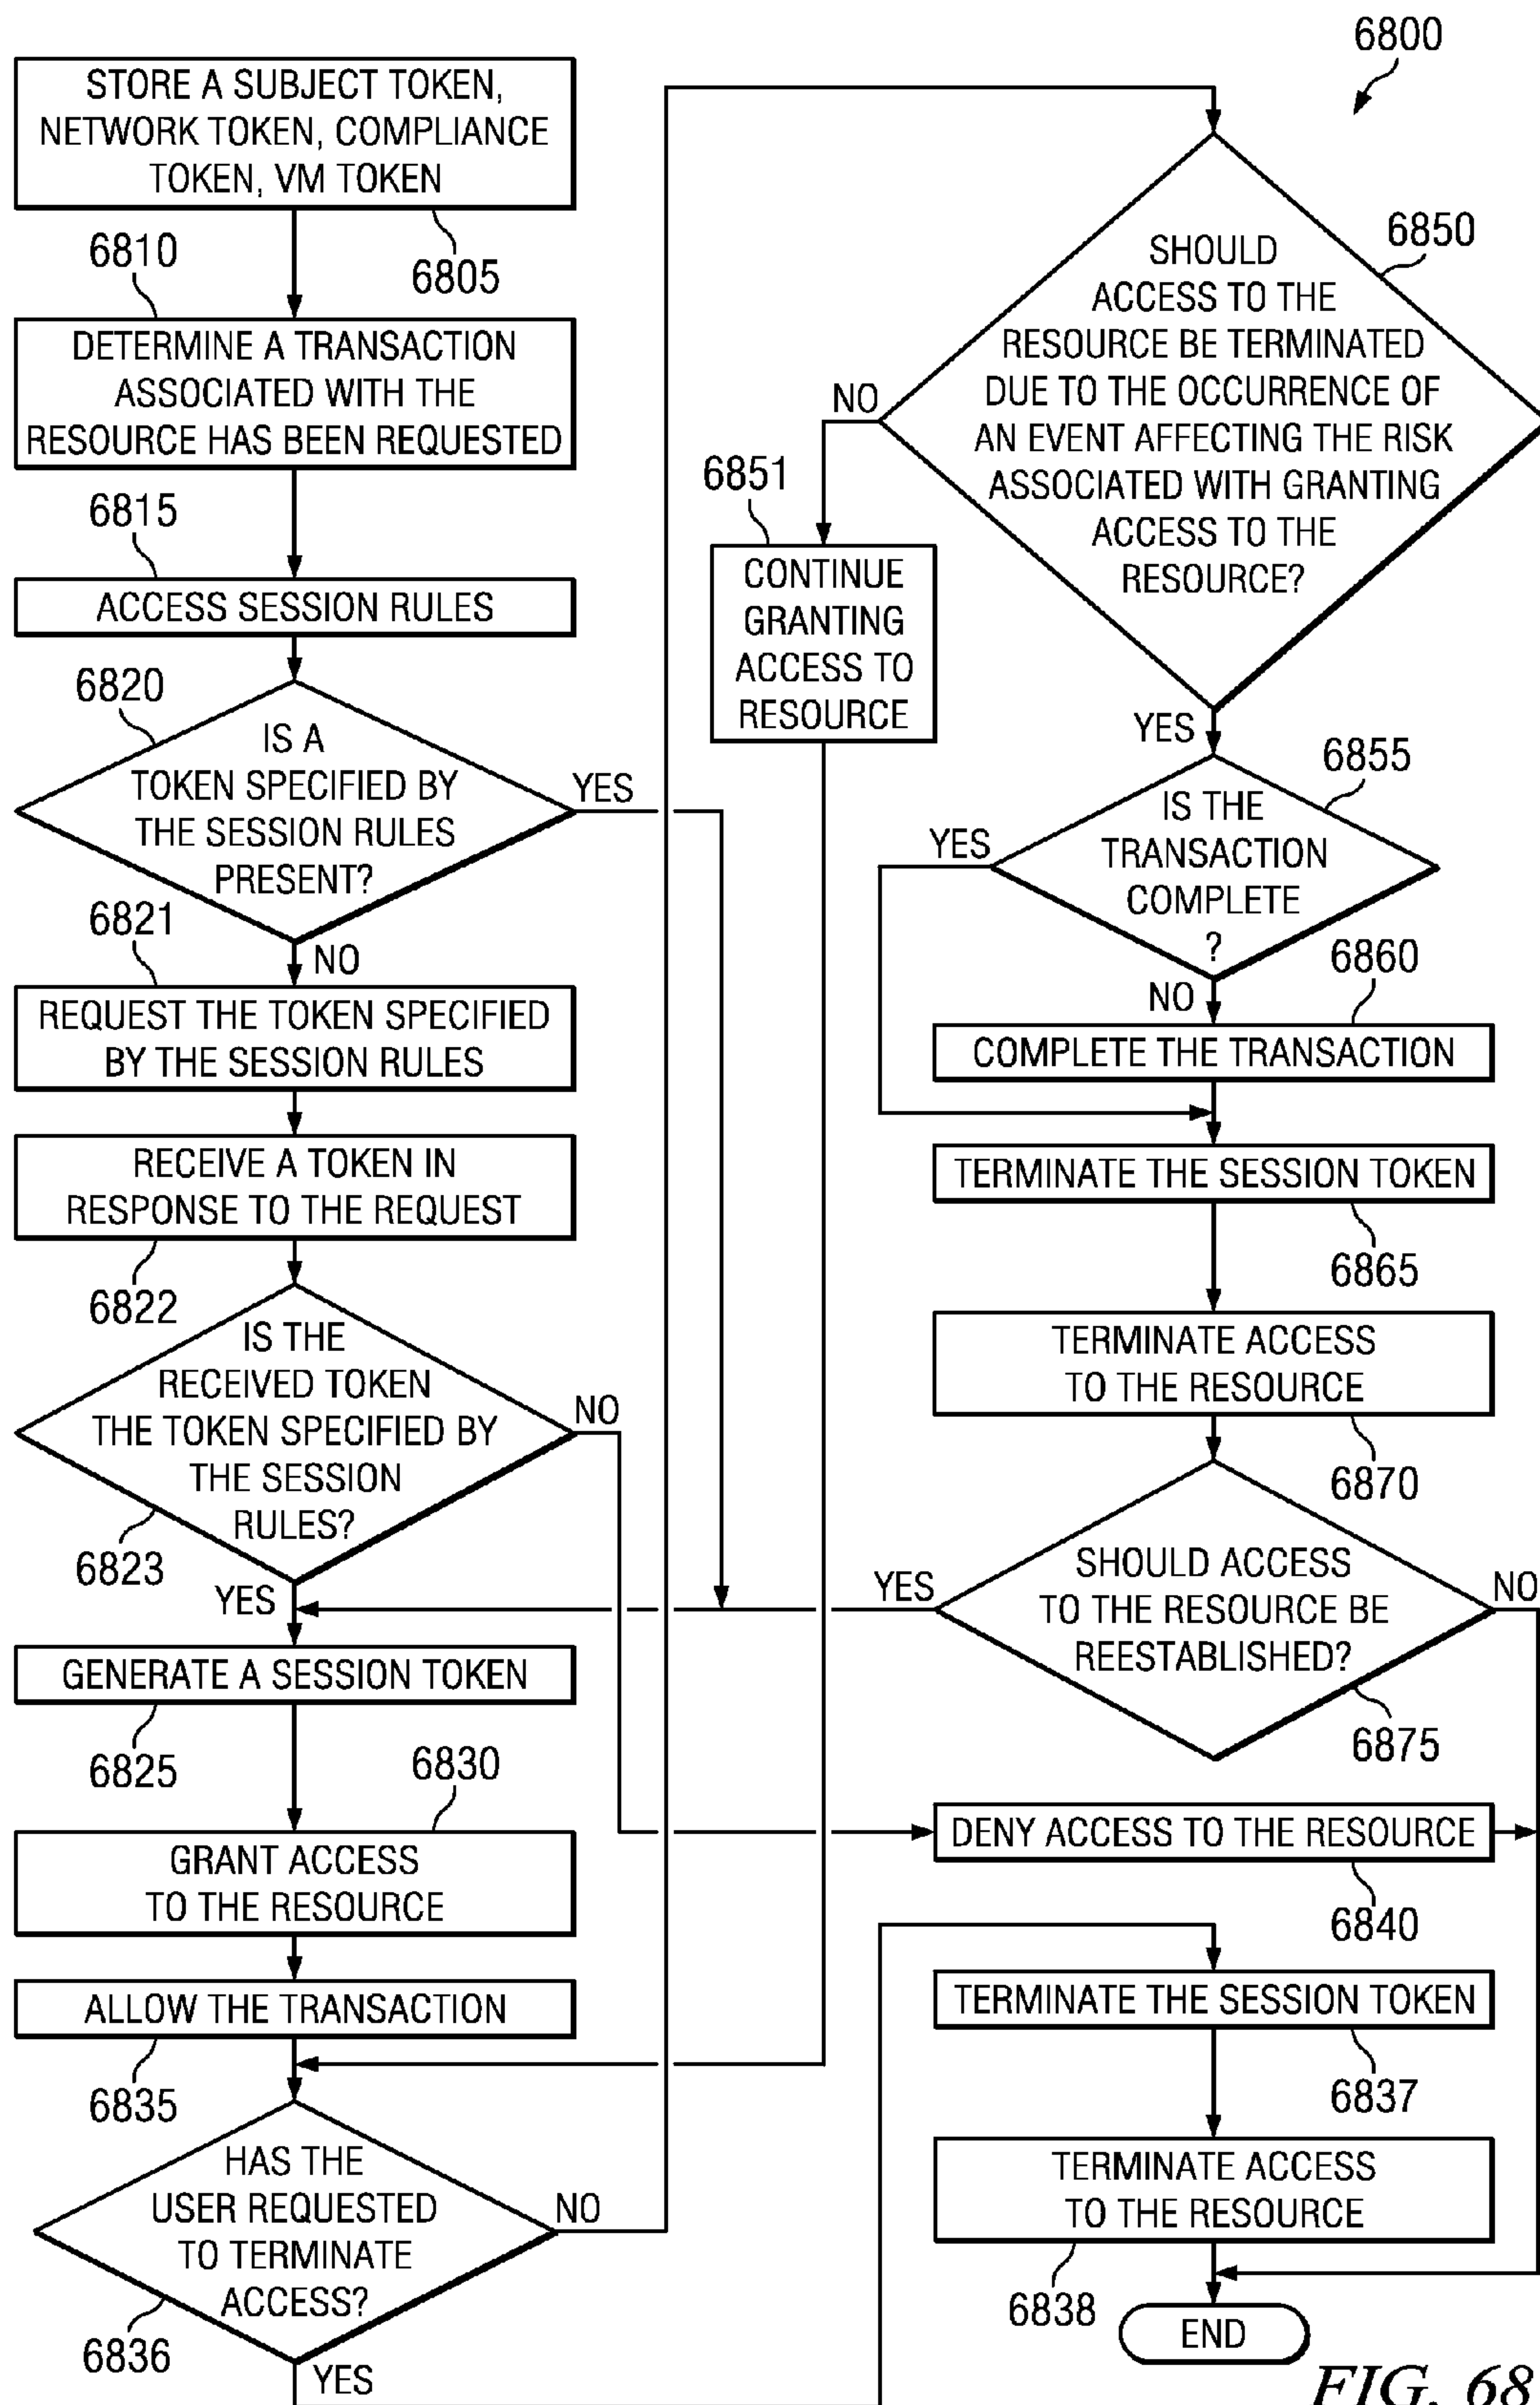 6800
STORE A SUBJECT TOKEN,
NETWORK TOKEN, COMPLIANCE
TOKEN, VM TOKEN
6805
6810
DETERMINE A TRANSACTION
ASSOCIATED WITH THE
RESOURCE HAS BEEN REQUESTED
6815
ACCESS SESSION RULES
6820
IS A
TOKEN SPECIFIED BY
THE SESSION RULES
PRESENT?
YES
NO
6821
REQUEST THE TOKEN SPECIFIED
BY THE SESSION RULES
RECEIVE A TOKEN IN
RESPONSE TO THE REQUEST
6822
IS THE
RECEIVED TOKEN
THE TOKEN SPECIFIED BY
THE SESSION
RULES?
NO
6823
YES
GENERATE A SESSION TOKEN
6825
6830
GRANT ACCESS
TO THE RESOURCE
ALLOW THE TRANSACTION
6835
HAS THE
USER REQUESTED
TO TERMINATE
ACCESS?
NO
6836
YES
SHOULD
ACCESS TO THE
RESOURCE BE TERMINATED
DUE TO THE OCCURRENCE OF
AN EVENT AFFECTING THE RISK
ASSOCIATED WITH GRANTING
ACCESS TO THE
RESOURCE?
6850
NO
6851
CONTINUE
GRANTING
ACCESS TO
RESOURCE
YES
6855
IS THE
TRANSACTION
COMPLETE
?
YES
NO
6860
COMPLETE THE TRANSACTION
TERMINATE THE SESSION TOKEN
6865
TERMINATE ACCESS
TO THE RESOURCE
6870
SHOULD ACCESS
TO THE RESOURCE BE
REESTABLISHED?
YES
NO
6875
DENY ACCESS TO THE RESOURCE
6840
TERMINATE THE SESSION TOKEN
6837
TERMINATE ACCESS
TO THE RESOURCE
6838
END
FIG. 68